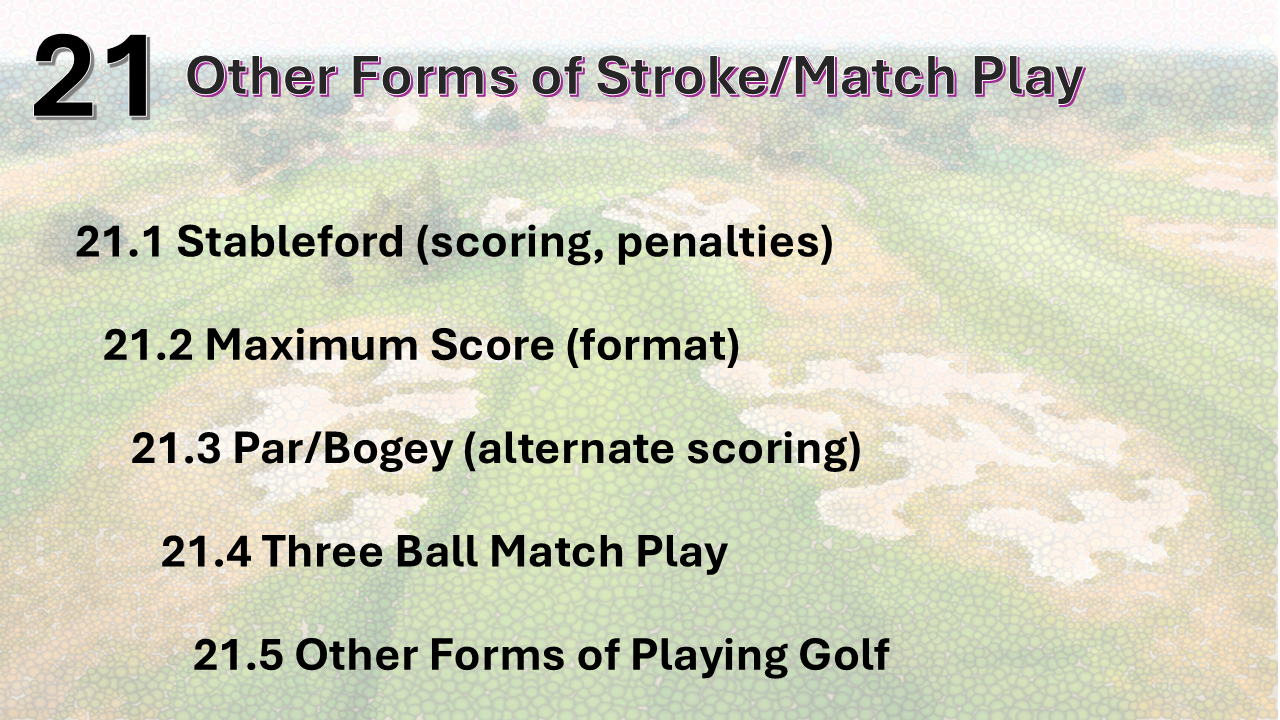 21 Other Forms of Stroke/Match Play
21.1 Stableford (scoring, penalties)
21.2 Maximum Score (format)
21.3 Par/Bogey (alternate scoring)
21.4 Three Ball Match Play
21.5 Other Forms of Playing Golf